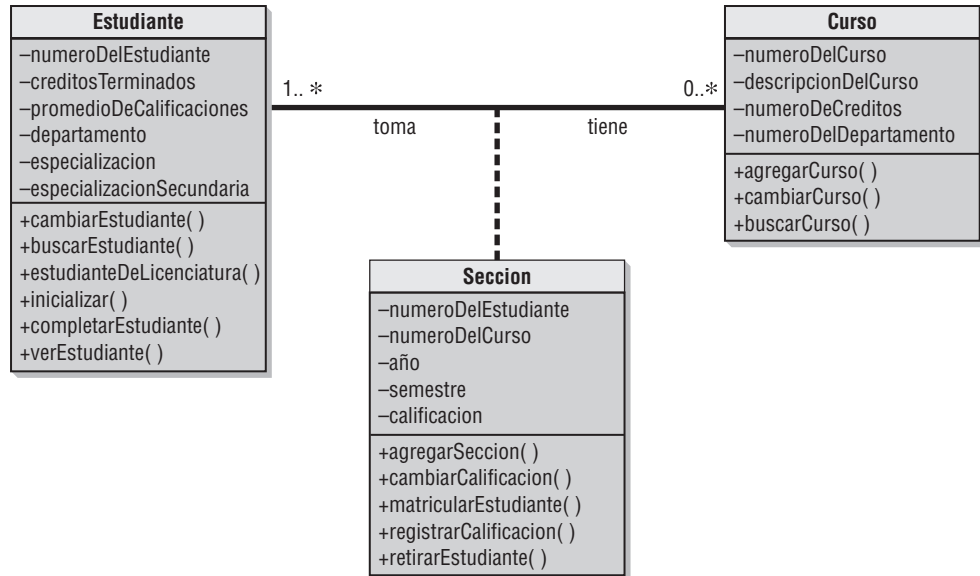 Estudiante
–numeroDelEstudiante
–creditosTerminados
–promedioDeCalificaciones
–departamento
–especializacion
–especializacionSecundaria
+cambiarEstudiante( )
+buscarEstudiante( )
+estudianteDeLicenciatura( )
+inicializar( )
+completarEstudiante( )
+verEstudiante( )
1.. *
0..*
toma
tiene
Curso
–numeroDelCurso
–descripcionDelCurso
–numeroDeCreditos
–numeroDelDepartamento
+agregarCurso( )
+cambiarCurso( )
+buscarCurso( )
Seccion
–numeroDelEstudiante
–numeroDelCurso
–año
–semestre
–calificacion
+agregarSeccion( )
+cambiarCalificacion( )
+matricularEstudiante( )
+registrarCalificacion( )
+retirarEstudiante( )